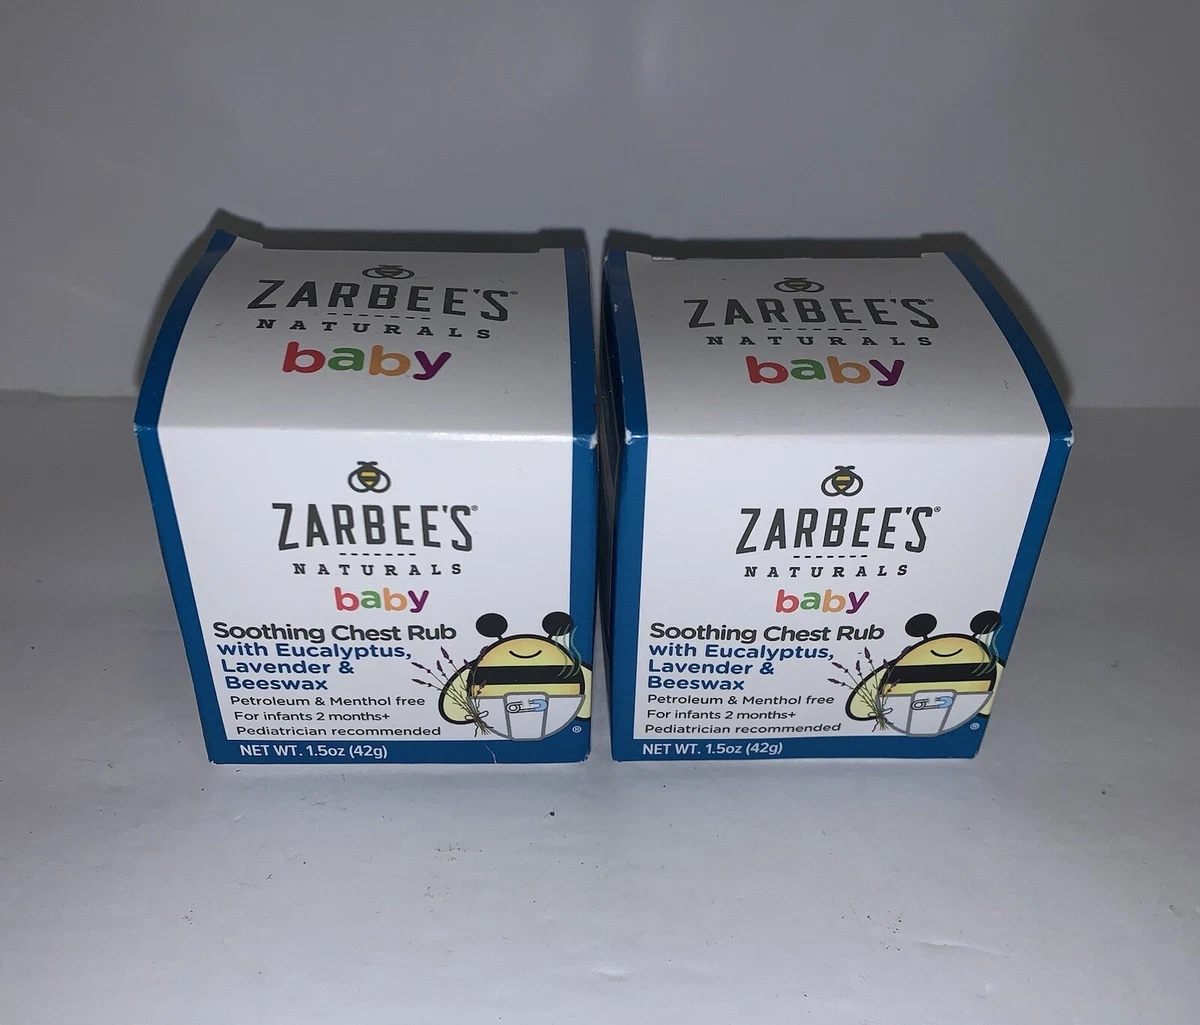 ZARBEE'S®
NATURALS
baby
ZARBEE'S®
NATURALS
baby
Soothing Chest Rub
with Eucalyptus,
Lavender &
Beeswax
Petroleum & Menthol free
For infants 2 months+
Pediatrician recommended
NET WT. 1.5oz (42g)
®
ZARBEE'S®
NATURALS
baby
ZARBEE'S®
NATURALS
baby
Soothing Chest Rub
with Eucalyptus,
Lavender &
Beeswax
Petroleum & Menthol free
For infants 2 months+
Pediatrician recommended
NET WT. 1.5oz (42g)
®